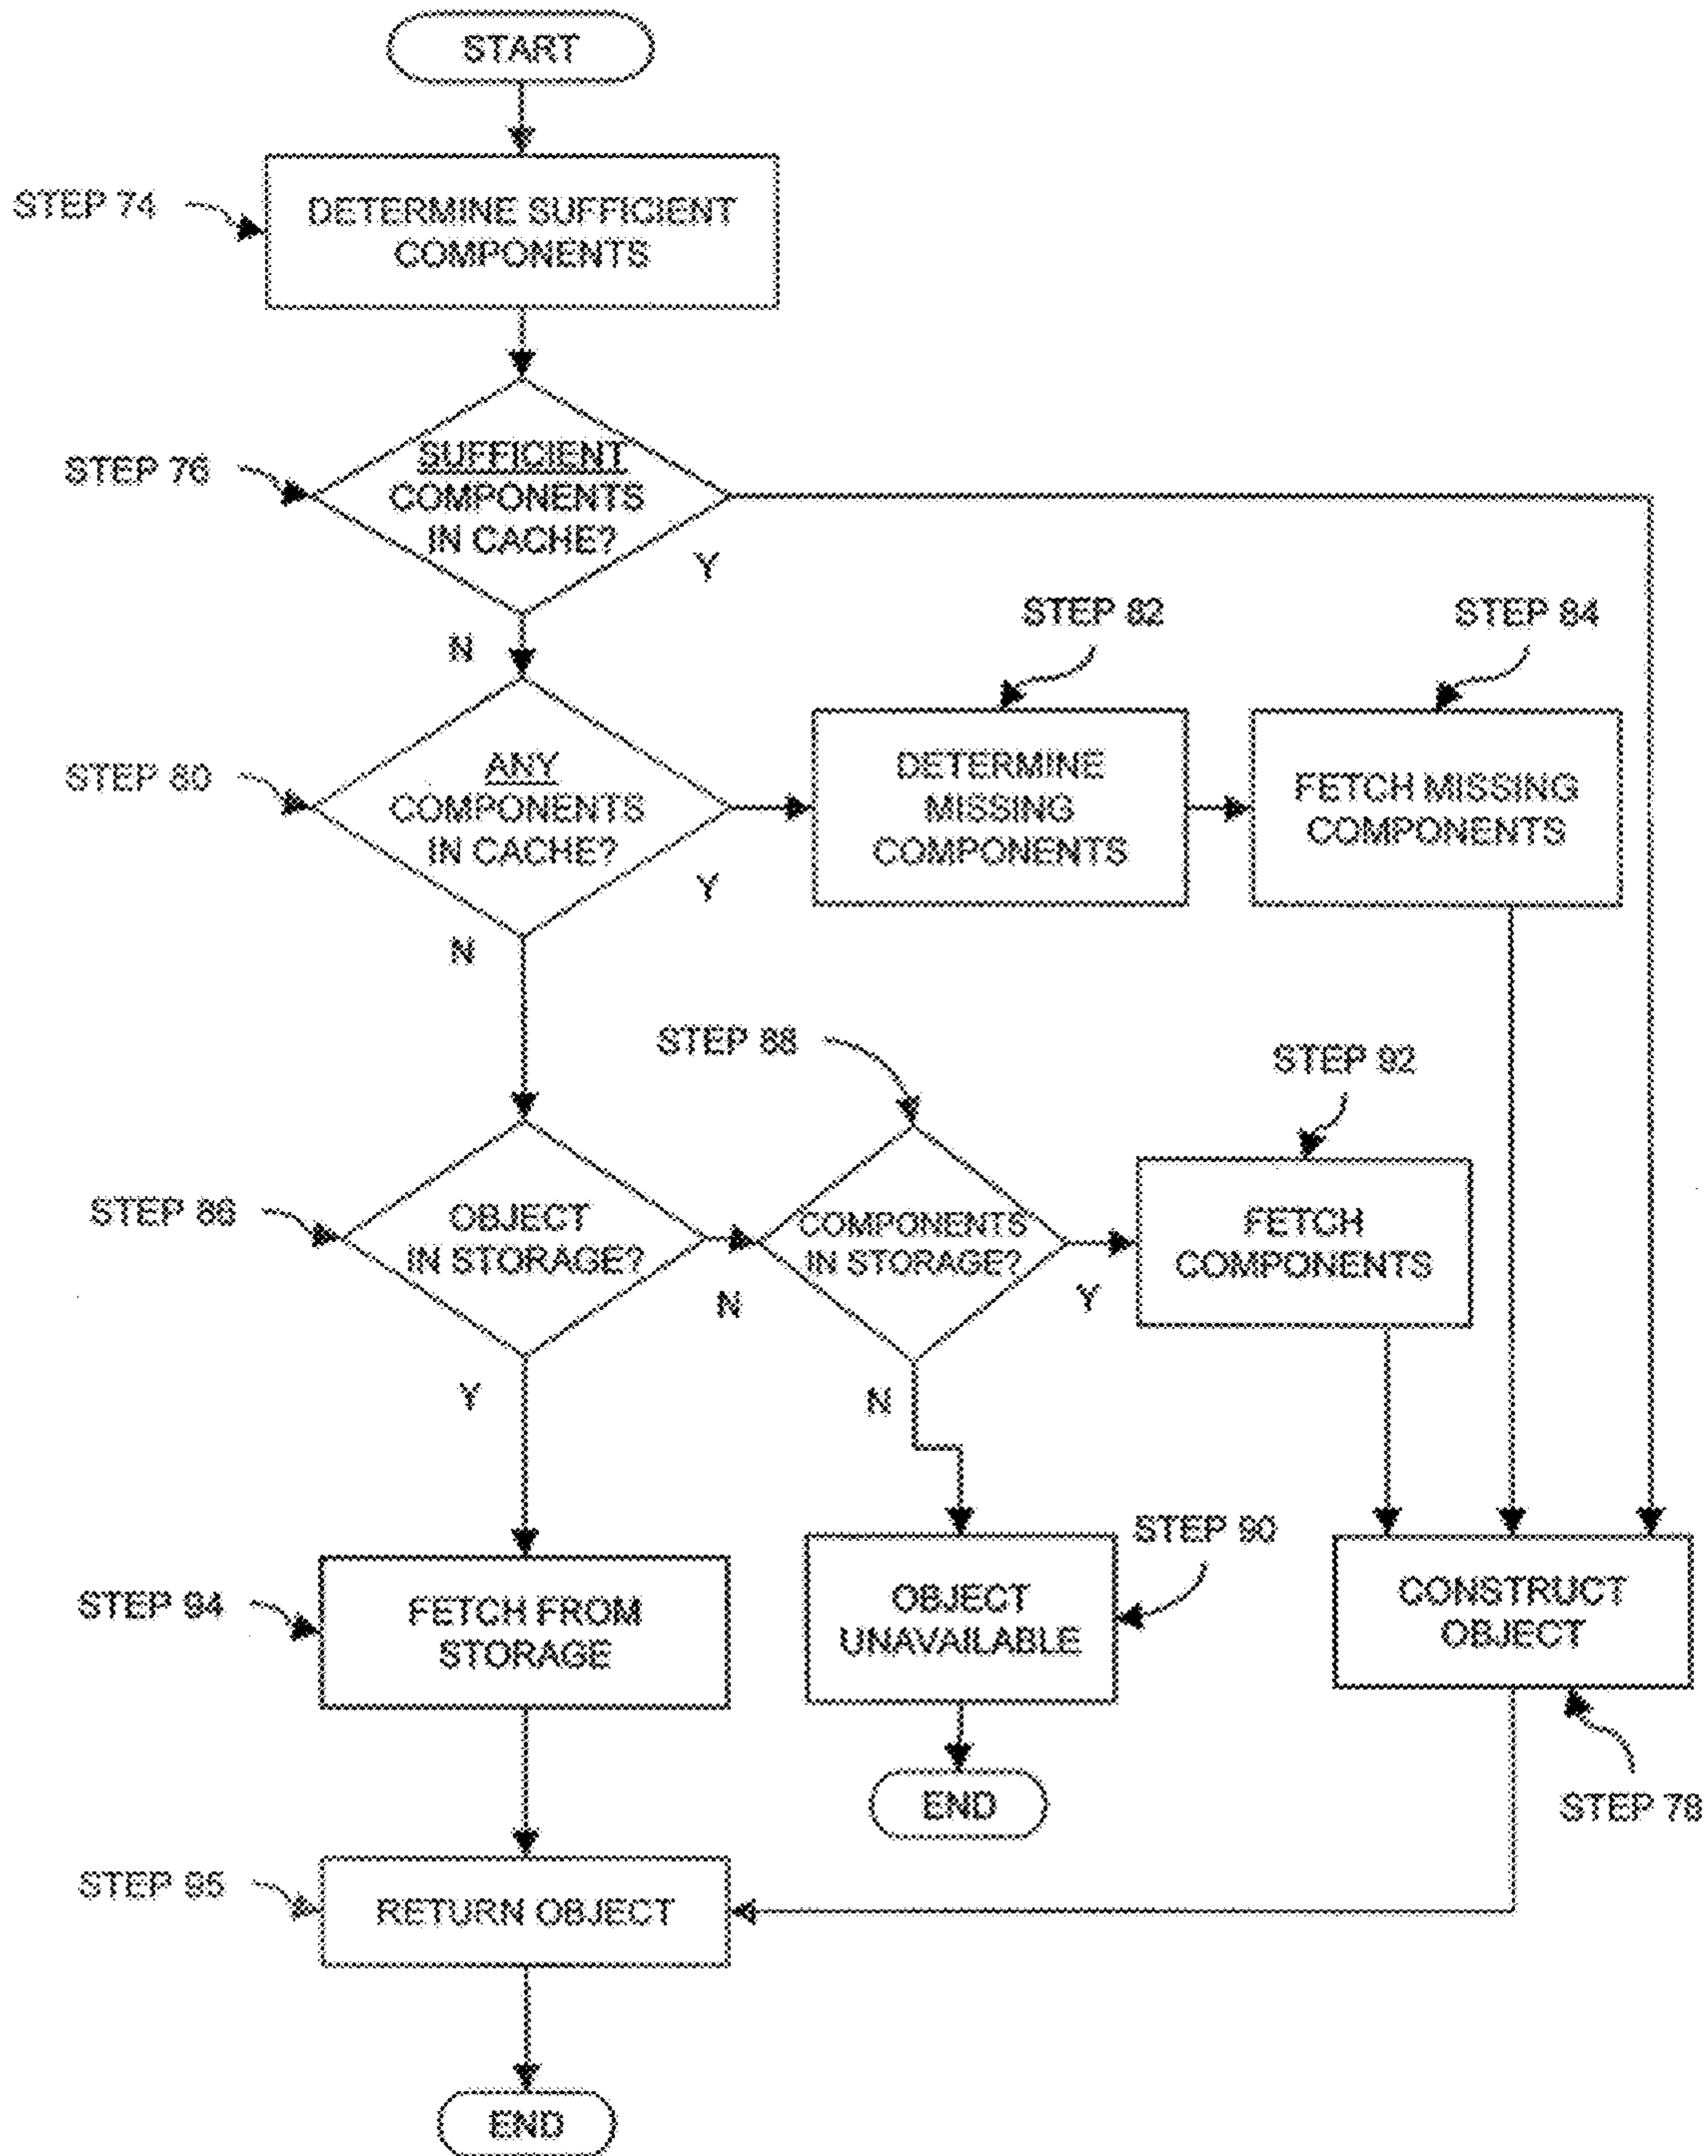 START
STEP 74
DETERMINE SUFFICIENT
COMPONENTS
STEP 76
SUFFICIENT
COMPONENTS
IN CACHE?
Y
N
STEP 82
STEP 84
STEP 80
ANY
COMPONENTS
IN CACHE?
Y
N
DETERMINE
MISSING
COMPONENTS
FETCH MISSING
COMPONENTS
STEP 88
STEP 92
STEP 86
OBJECT
IN STORAGE?
N
Y
COMPONENTS
IN STORAGE?
Y
N
FETCH
COMPONENTS
STEP 94
FETCH FROM
STORAGE
OBJECT
UNAVAILABLE
STEP 90
CONSTRUCT
OBJECT
END
STEP 78
STEP 95
RETURN OBJECT
END